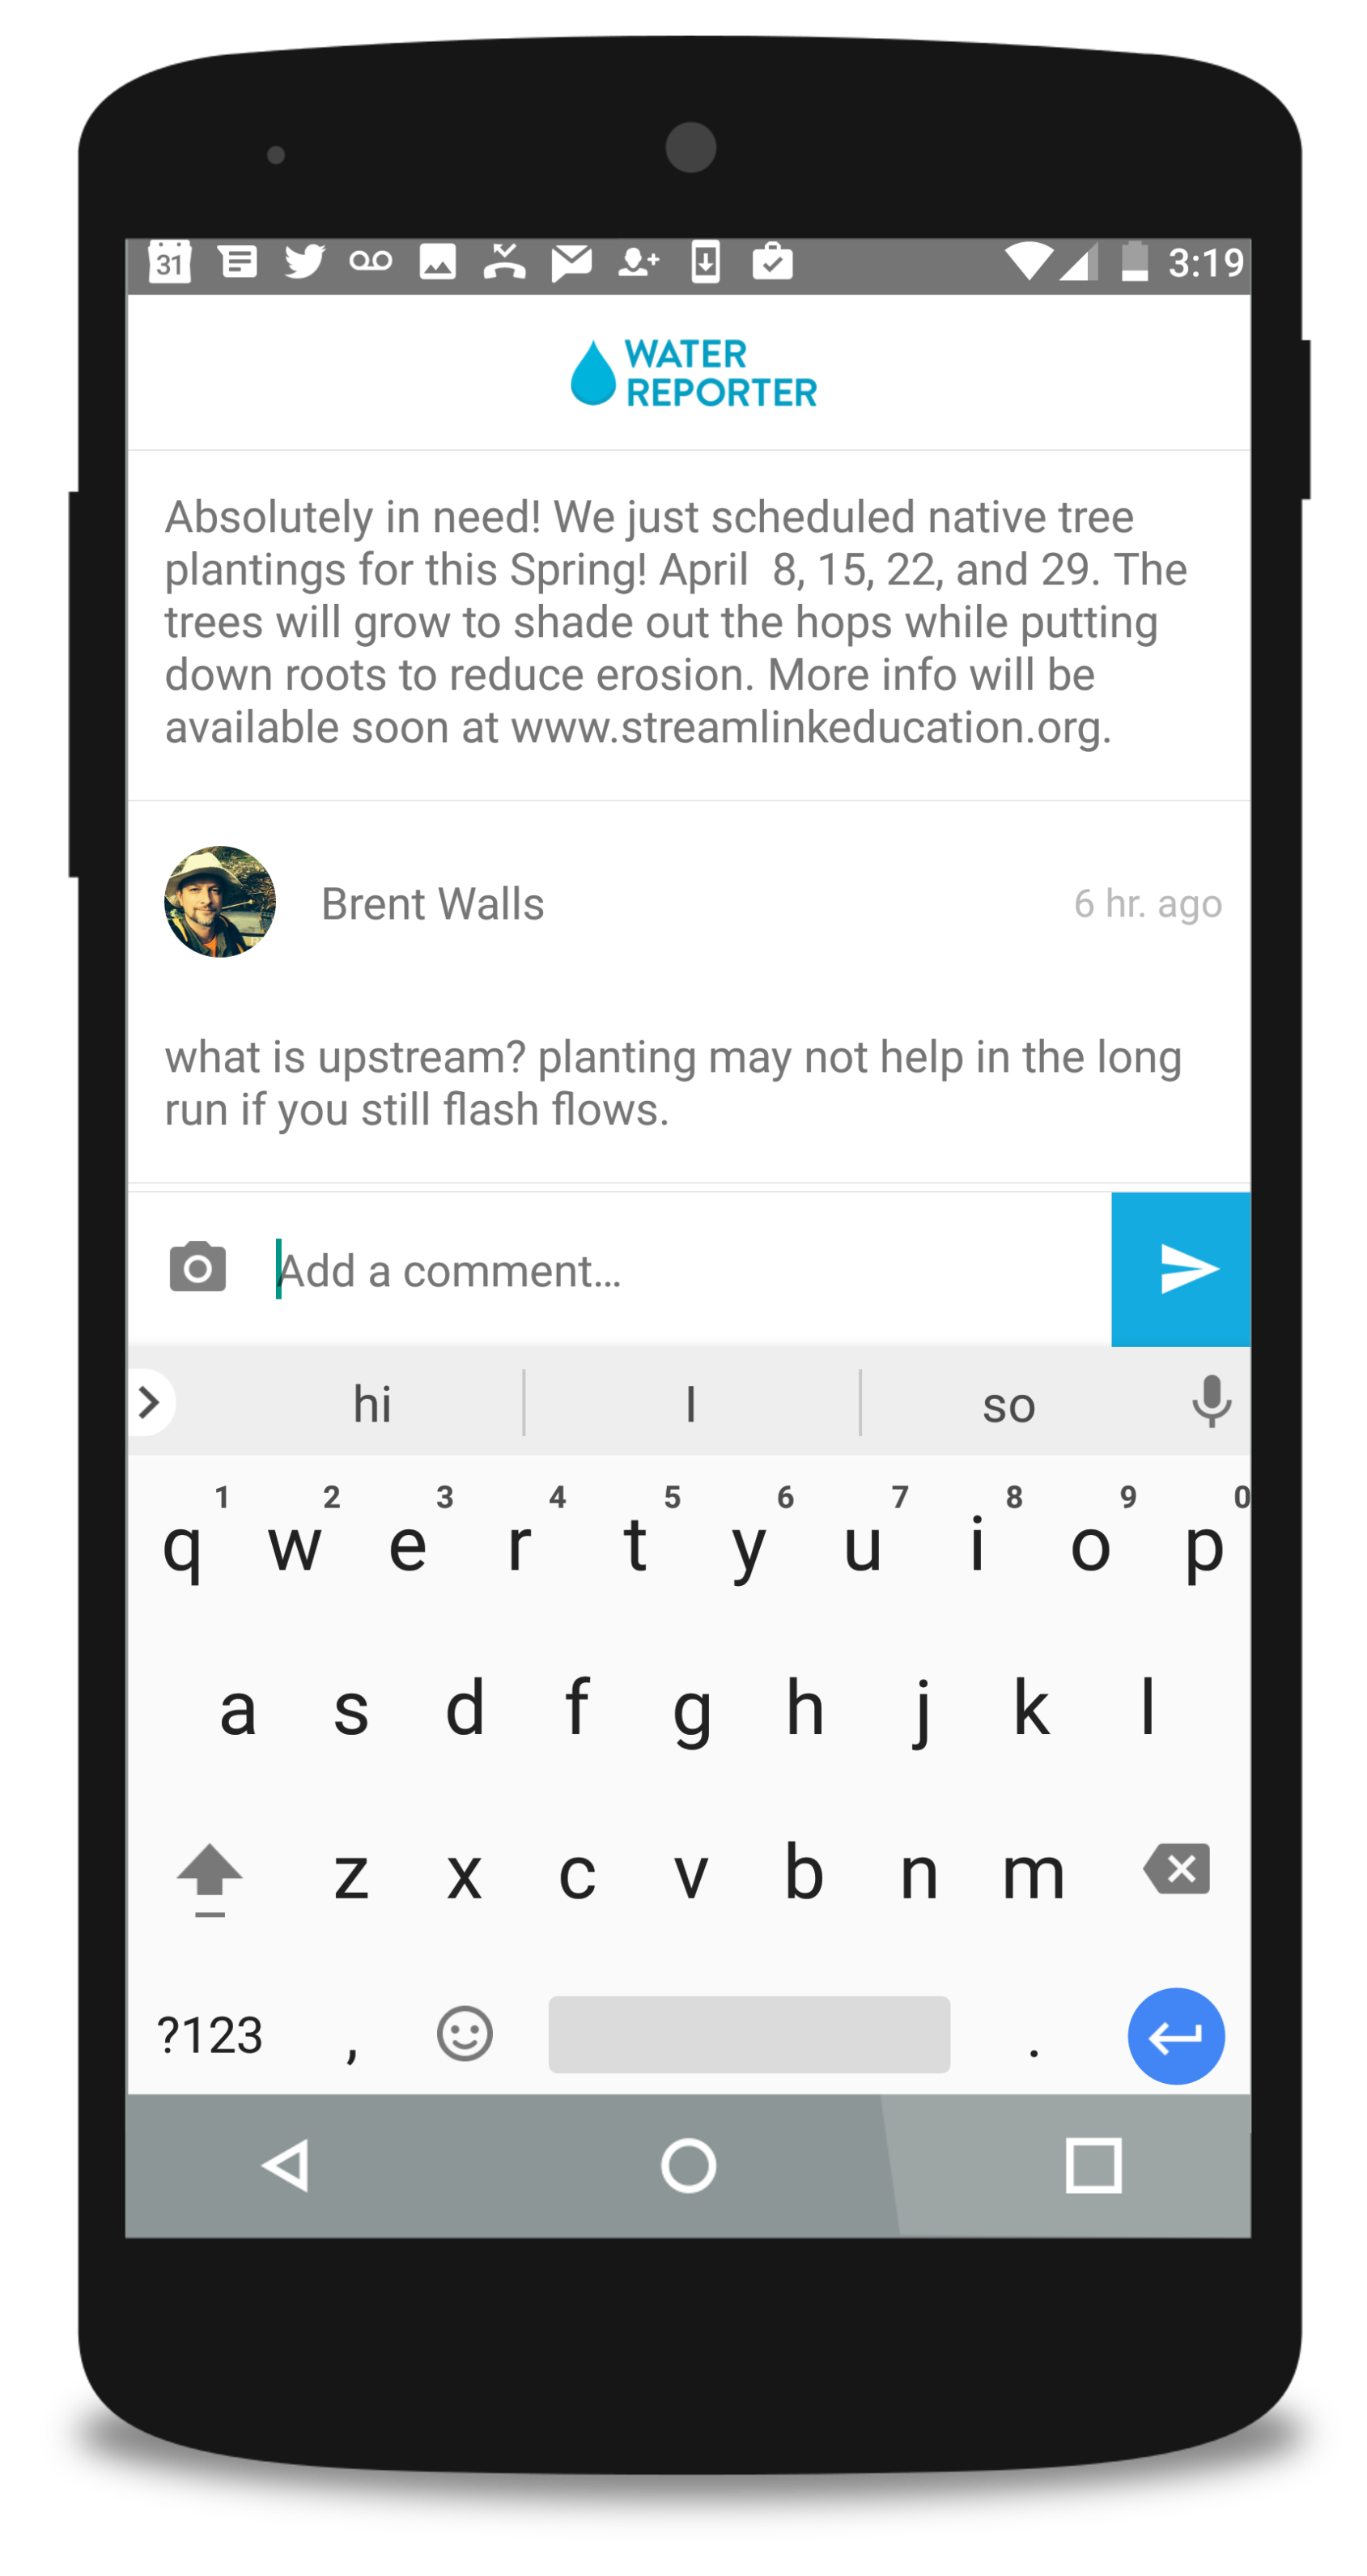 31 3:19
WATER
REPORTER
Absolutely in need! We just scheduled native tree
plantings for this Spring! April  8, 15, 22, and 29. The
trees will grow to shade out the hops while putting
down roots to reduce erosion. More info will be
available soon at www.streamlinkeducation.org.
Brent Walls 6 hr. ago
what is upstream? planting may not help in the long
run if you still flash flows.
Add a comment…
hi I so
1 2 3 4 5 6 7 8 9 0
q w e r t y u i o p
a s d f g h j k l
z x c v b n m
?123 , .